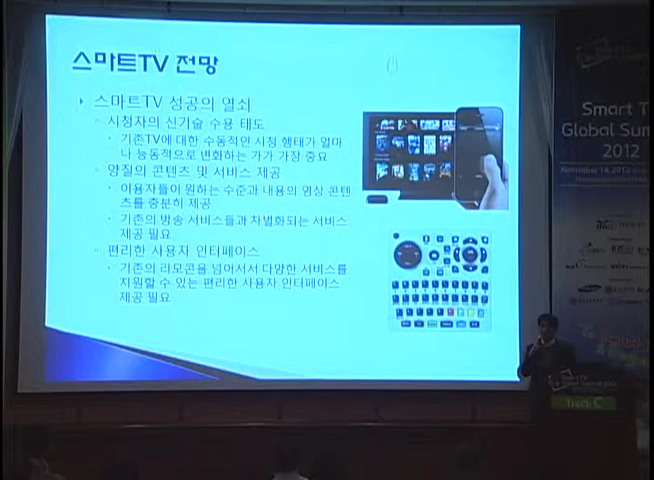 스마트TV 전망
스마트TV 성공의 열쇠
시청자의 신기술 수용 태도
기존TV에 대한 수동적인 시청 행태가 얼마
나 능동적으로 변화하는 가가 가장 중요
양질의 콘텐츠 및 서비스 제공
이용자들이 원하는 수준과 내용의 영상 콘텐
츠를 충분히 제공
기존의 방송 서비스들과 차별화되는 서비스
제공 필요
편리한 사용자 인터페이스
기존의 리모콘을 넘어서서 다양한 서비스를
지원할 수 있는 편리한 사용자 인터페이스
제공 필요
Smart T
Global Sum
2012
November 14, 2012
Track C